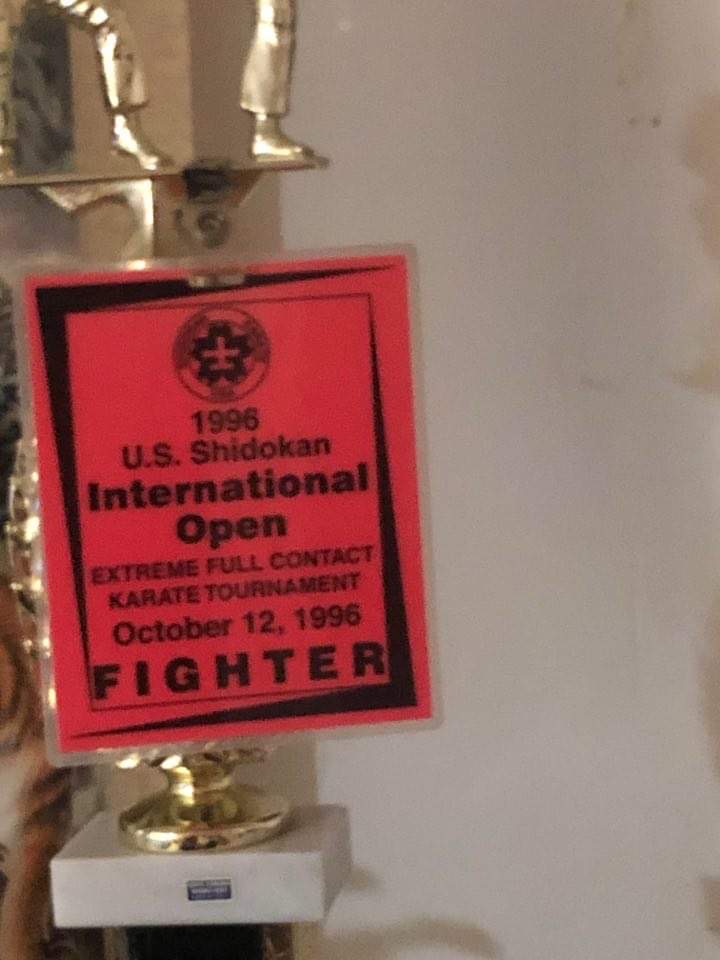 1996
U.S. Shidokan
International
Open
EXTREME FULL CONTACT
KARATE TOURNAMENT
October 12, 1996
FIGHTER